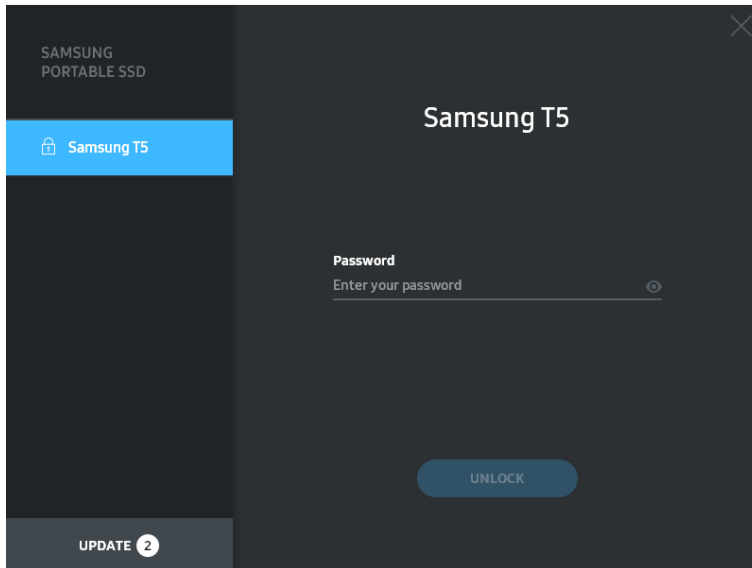 SAMSUNG
PORTABLE SSD
Samsung T5
Samsung T5
Password
Enter your password
UNLOCK
UPDATE 2